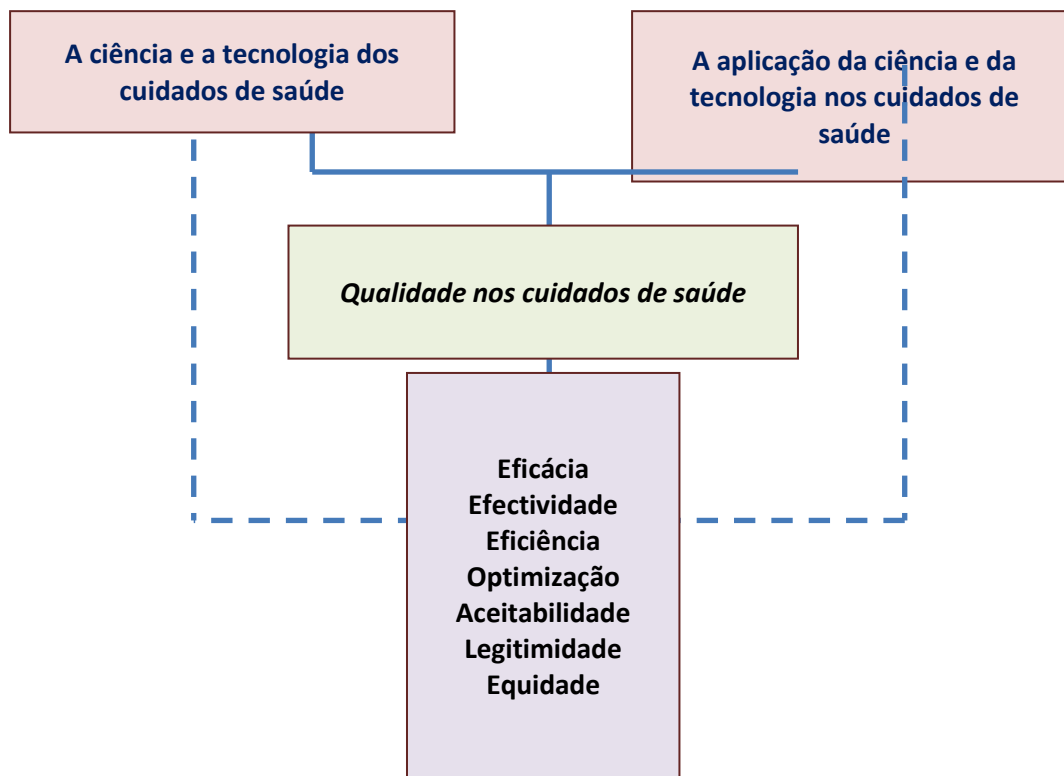 A ciência e a tecnologia dos
cuidados de saúde
A aplicação da ciência e da
tecnologia nos cuidados de
saúde
Qualidade nos cuidados de saúde
Eficácia
Efectividade
Eficiência
Optimização
Aceitabilidade
Legitimidade
Equidade